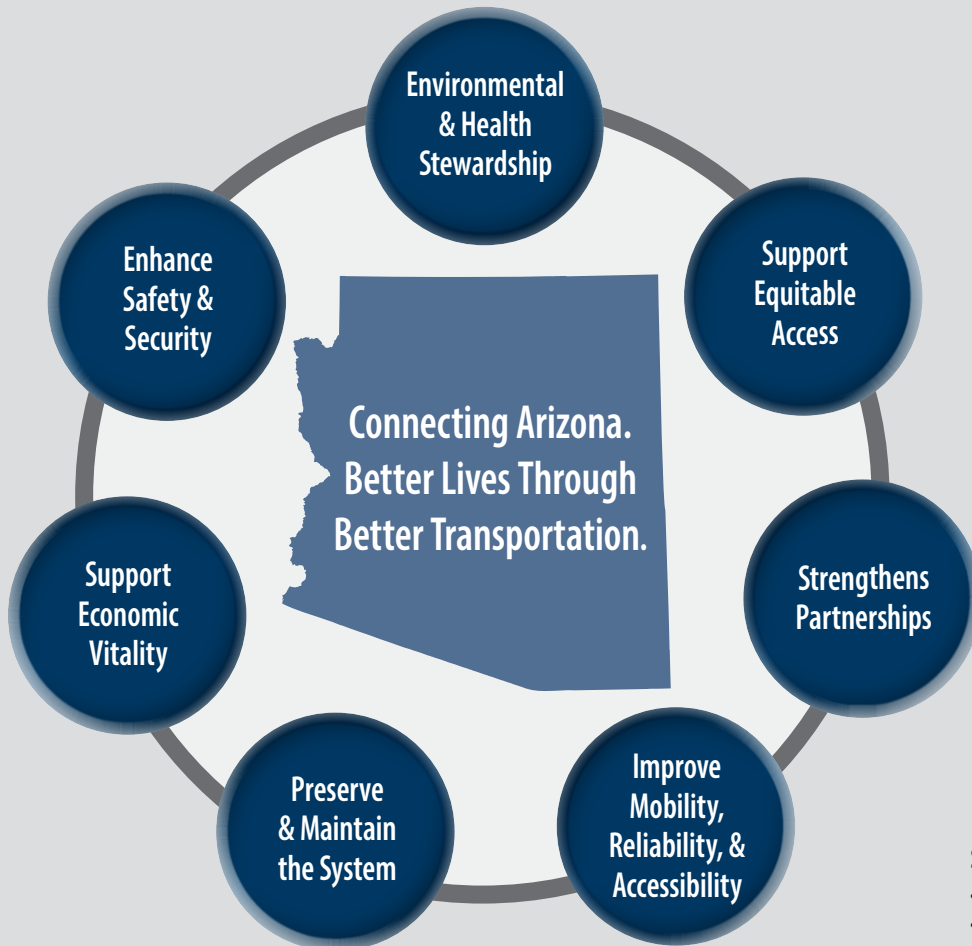 Environmental
& Health
Stewardship
Enhance
Safety &
Security
Support
Equitable
Access
Connecting Arizona.
Better Lives Through
Better Transportation.
Support
Economic
Vitality
Strengthens
Partnerships
Preserve
& Maintain
the System
Improve
Mobility,
Reliability, &
Accessibility